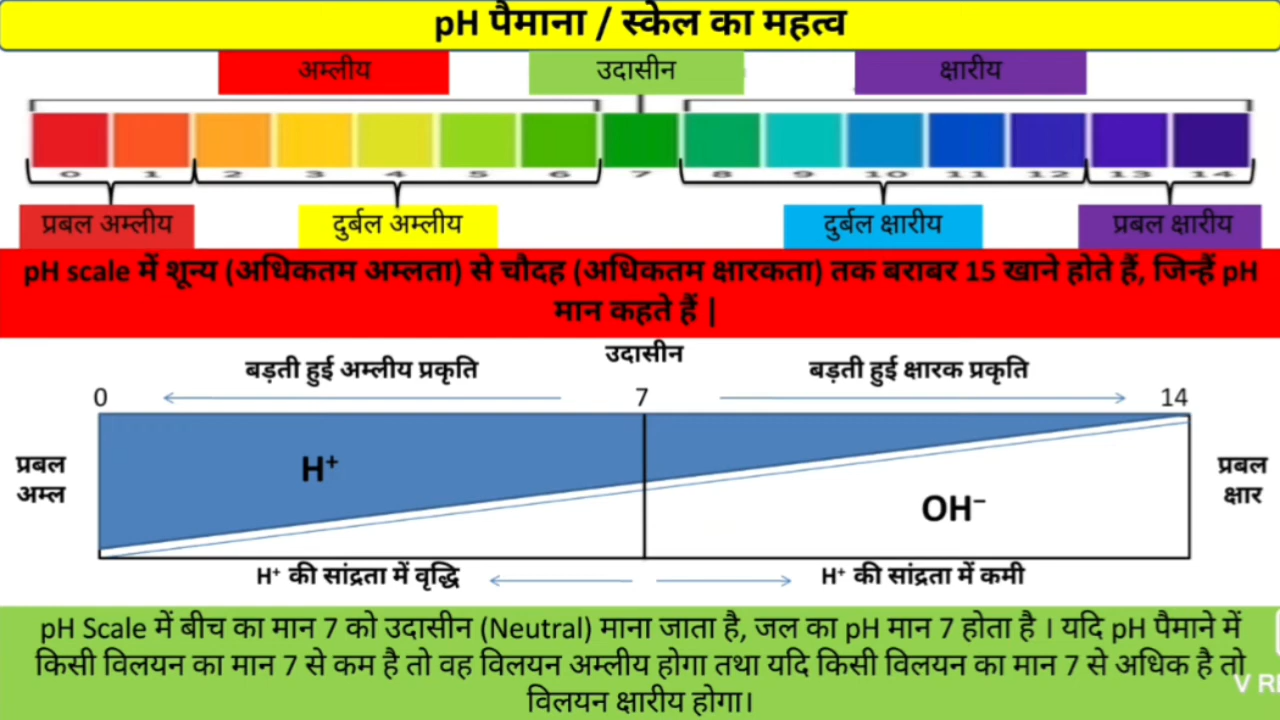 pH पैमाना / स्केल का महत्व
अम्लीय
उदासीन
क्षारीय
0 1 2 3 4 5 6 7 8 9 10 11 12 13 14
प्रबल अम्लीय
दुर्बल अम्लीय
दुर्बल क्षारीय
प्रबल क्षारीय
pH scale में शून्य (अधिकतम अम्लता) से चौदह (अधिकतम क्षारकता) तक बराबर 15 खाने होते हैं, जिन्हैं pH
मान कहते हैं |
उदासीन
बड़ती हुई अम्लीय प्रकृति
बड़ती हुई क्षारक प्रकृति
0 7 14
प्रबल
अम्ल
H⁺
OH⁻
प्रबल
क्षार
H⁺ की सांद्रता में वृद्धि
H⁺ की सांद्रता में कमी
pH Scale में बीच का मान 7 को उदासीन (Neutral) माना जाता है, जल का pH मान 7 होता है । यदि pH पैमाने में
किसी विलयन का मान 7 से कम है तो वह विलयन अम्लीय होगा तथा यदि किसी विलयन का मान 7 से अधिक है तो
विलयन क्षारीय होगा।